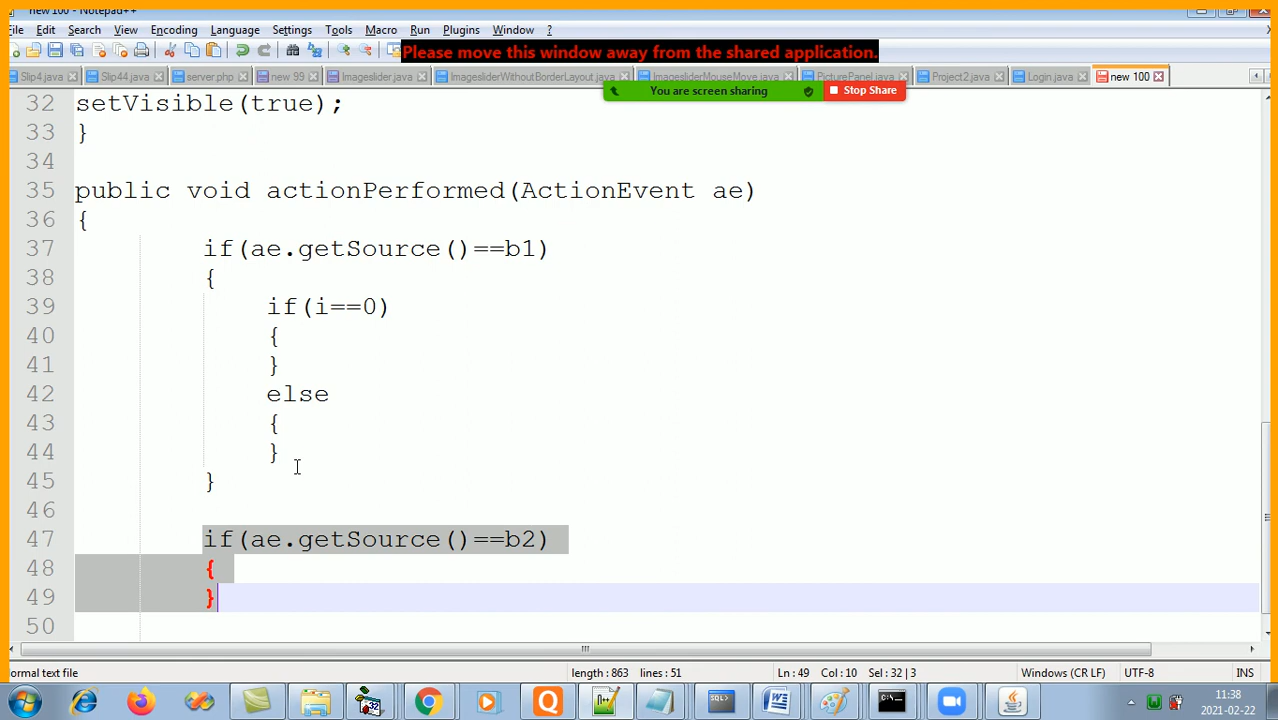 new 100 - Notepad++
File Edit Search View Encoding Language Settings Tools Macro Run Plugins Window ?
Please move this window away from the shared application.
Slip4.java Slip44.java server.php new 99 Imageslider.java ImagesliderWithoutBorderLayout.java ImagesliderMouseMove.java PicturePanel.java Project2.java Login.java new 100
You are screen sharing Stop Share
32 setVisible(true);
33 }
34
35 public void actionPerformed(ActionEvent ae)
36 {
37 if(ae.getSource()==b1)
38 {
39 if(i==0)
40 {
41 }
42 else
43 {
44 }
45 }
46
47 if(ae.getSource()==b2)
48 {
49 }
50
ormal text file length : 863 lines : 51 Ln : 49 Col : 10 Sel : 32 | 3 Windows (CR LF) UTF-8 INS
11:38
2021-02-22